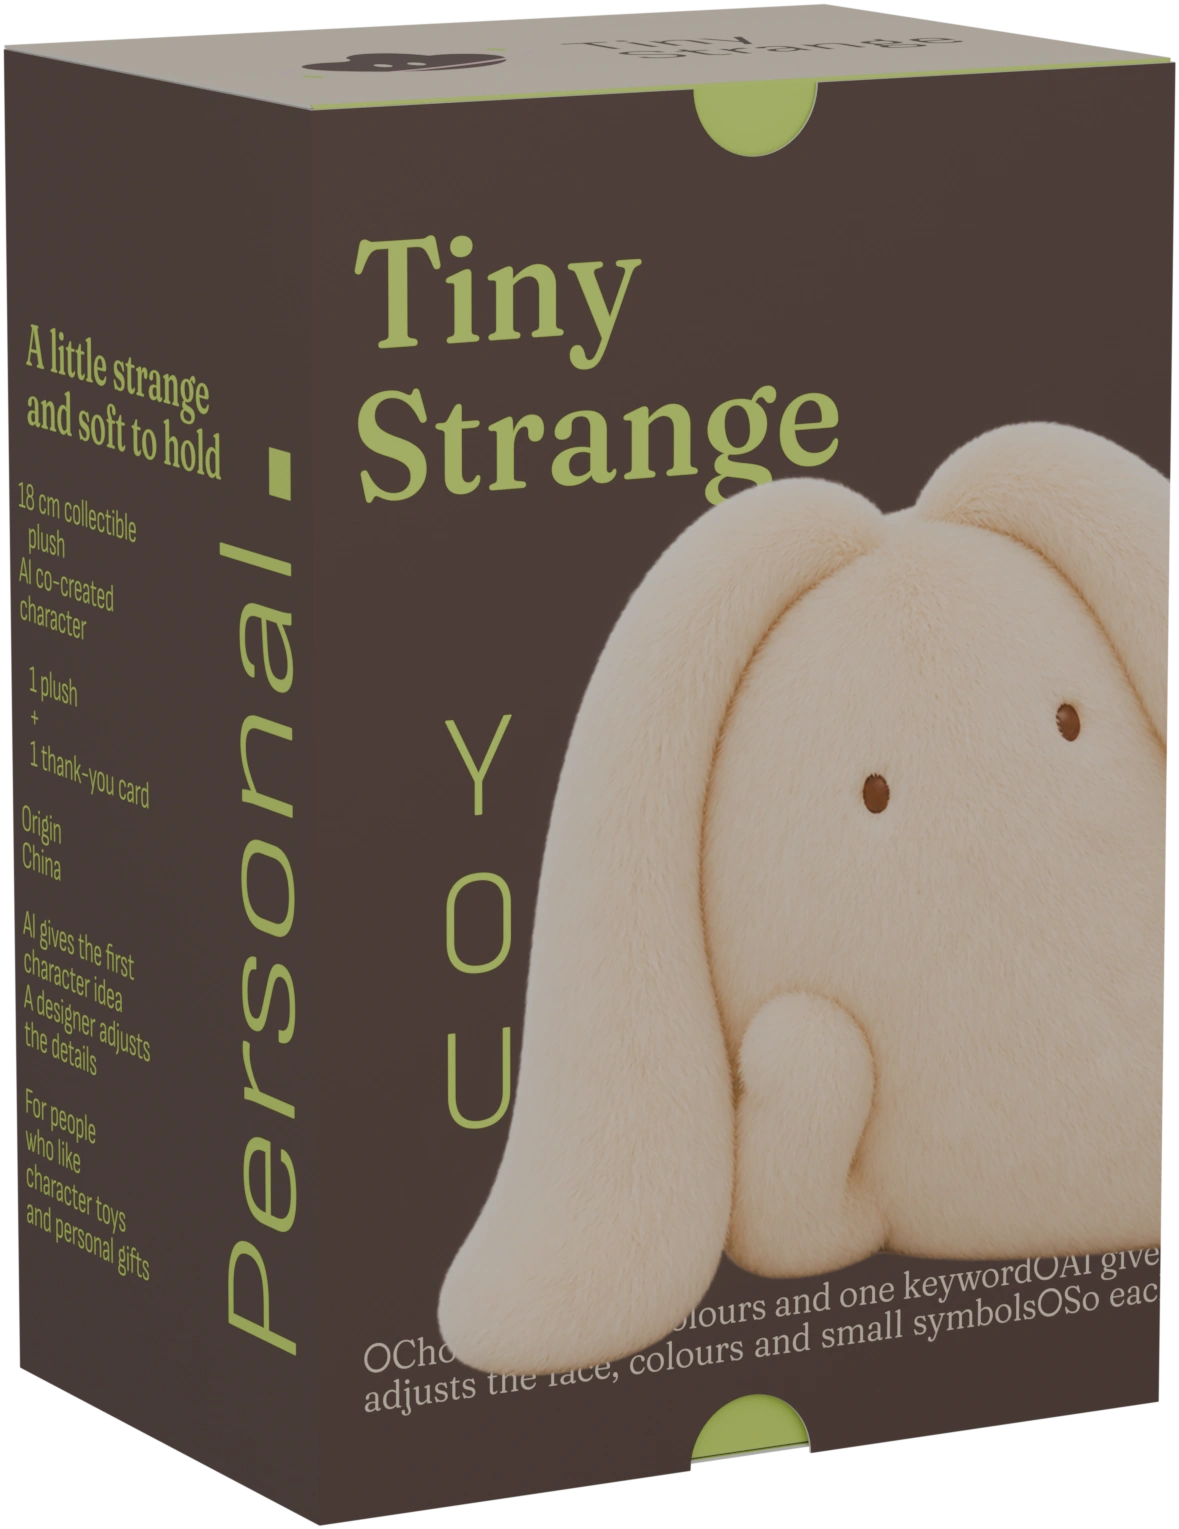 Tiny
Strange
Tiny
Strange
YOU
OCho
olours and one keywordOAI give
adjusts the face, colours and small symbolsOSo eac
A little strange
and soft to hold
18 cm collectible
plush
AI co-created
character
1 plush
+
1 thank-you card
Origin
China
AI gives the first
character idea
A designer adjusts
the details
For people
who like
character toys
and personal gifts
Personal